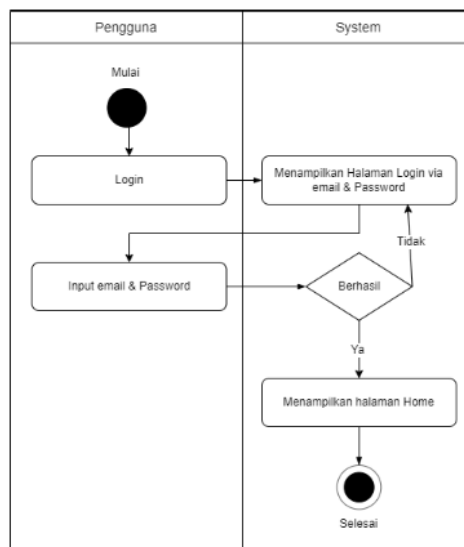 Pengguna
System
Mulai
Login
Menampilkan Halaman Login via
email & Password
Tidak
Input email & Password
Berhasil
Ya
Menampilkan halaman Home
Selesai